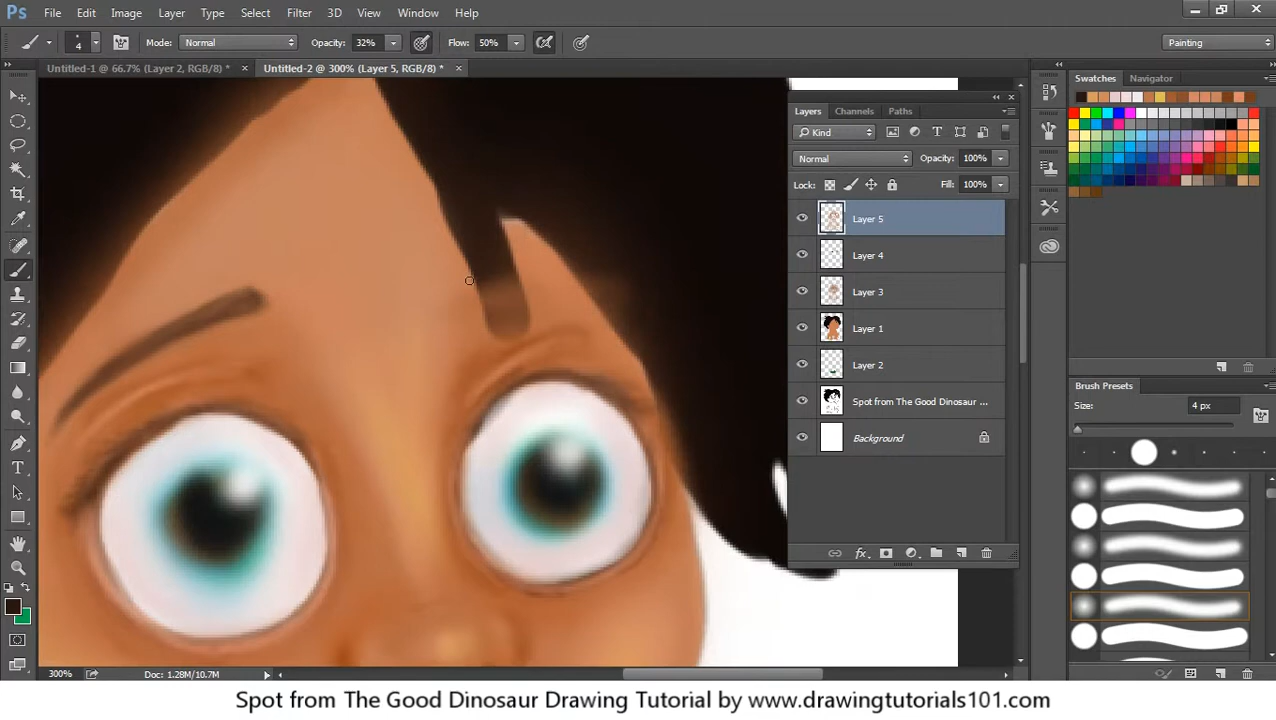 Ps File Edit Image Layer Type Select Filter 3D View Window Help
4 Mode: Normal Opacity: 32% Flow: 50% Painting
Untitled-1 @ 66.7% (Layer 2, RGB/8) * × Untitled-2 @ 300% (Layer 5, RGB/8) * ×
Swatches Navigator
Layers Channels Paths
Kind
Normal Opacity: 100%
Lock: Fill: 100%
Layer 5
Layer 4
Layer 3
Layer 1
Layer 2
Spot from The Good Dinosaur ...
Background
Brush Presets
Size: 4 px
300% Doc: 1.28M/10.7M
Spot from The Good Dinosaur Drawing Tutorial by www.drawingtutorials101.com